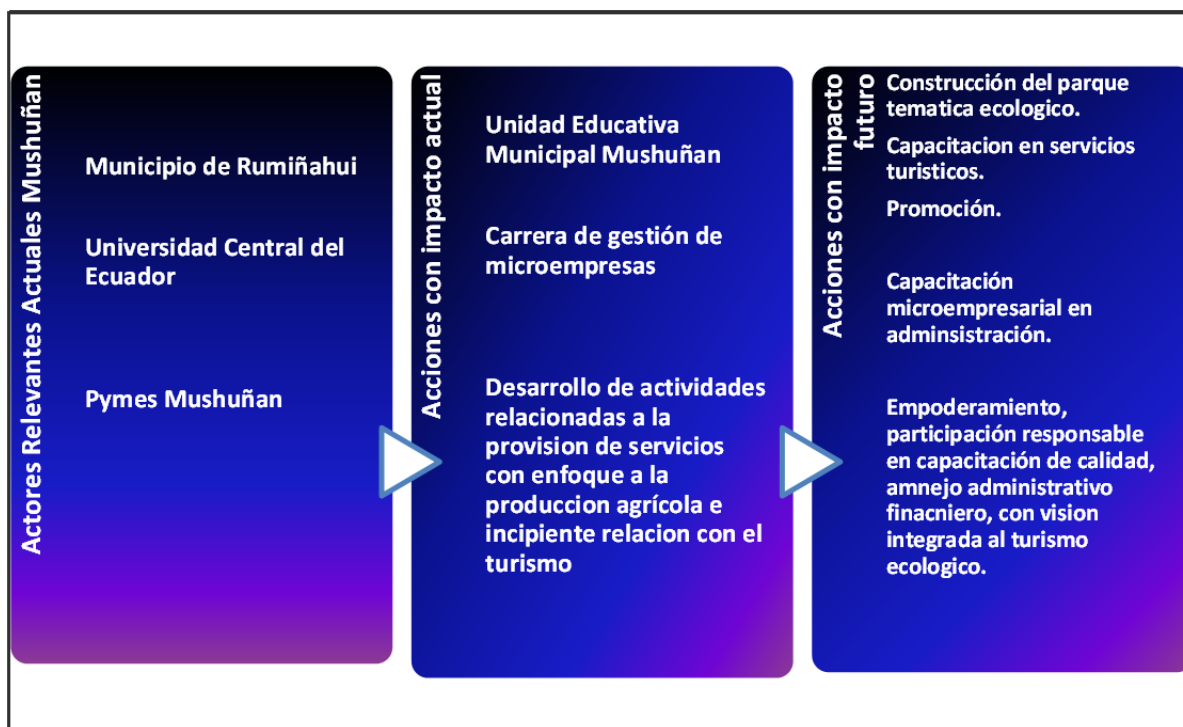 Actores Relevantes Actuales Mushuñan
Municipio de Rumiñahui
Universidad Central del
Ecuador
Pymes Mushuñan
Acciones con impacto actual
Unidad Educativa
Municipal Mushuñan
Carrera de gestión de
microempresas
Desarrollo de actividades
relacionadas a la
provision de servicios
con enfoque a la
produccion agrícola e
incipiente relacion con el
turismo
Acciones con impacto
futuro
Construcción del parque
tematica ecologico.
Capacitacion en servicios
turisticos.
Promoción.
Capacitación
microempresarial en
adminsistración.
Empoderamiento,
participación responsable
en capacitación de calidad,
amnejo administrativo
finacniero, con vision
integrada al turismo
ecologico.